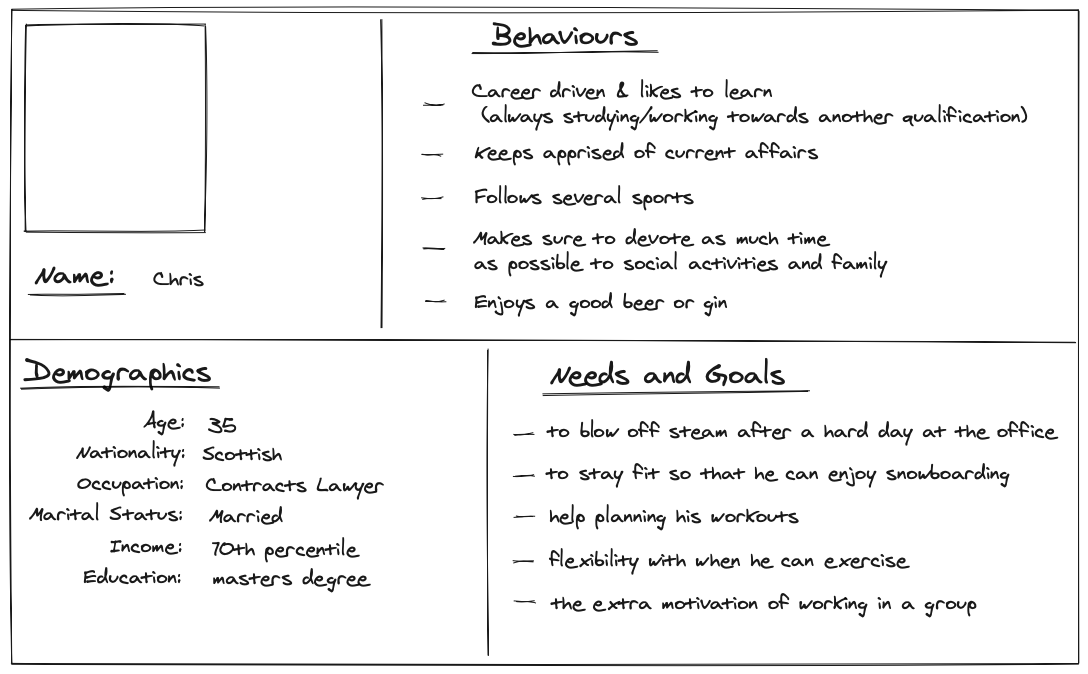 Behaviours
— Career driven & likes to learn
(always studying/working towards another qualification)
— Keeps apprised of current affairs
— Follows several sports
— Makes sure to devote as much time
as possible to social activities and family
— Enjoys a good beer or gin
Name: Chris
Demographics
Age: 35
Nationality: Scottish
Occupation: Contracts Lawyer
Marital Status: Married
Income: 70th percentile
Education: masters degree
Needs and Goals
— to blow off steam after a hard day at the office
— to stay fit so that he can enjoy snowboarding
— help planning his workouts
— flexibility with when he can exercise
— the extra motivation of working in a group